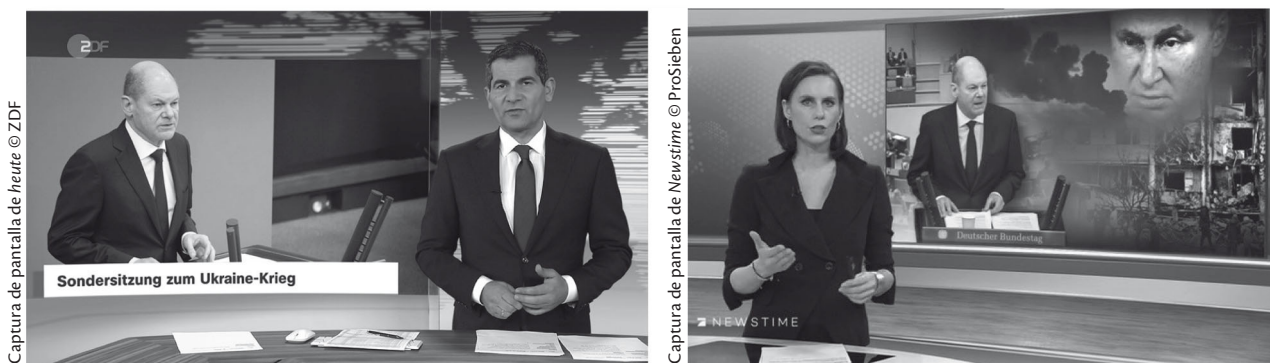 Captura de pantalla de heute © ZDF
ZDF
Sondersitzung zum Ukraine-Krieg
Captura de pantalla de Newstime © ProSieben
Deutscher Bundestag
NEWSTIME